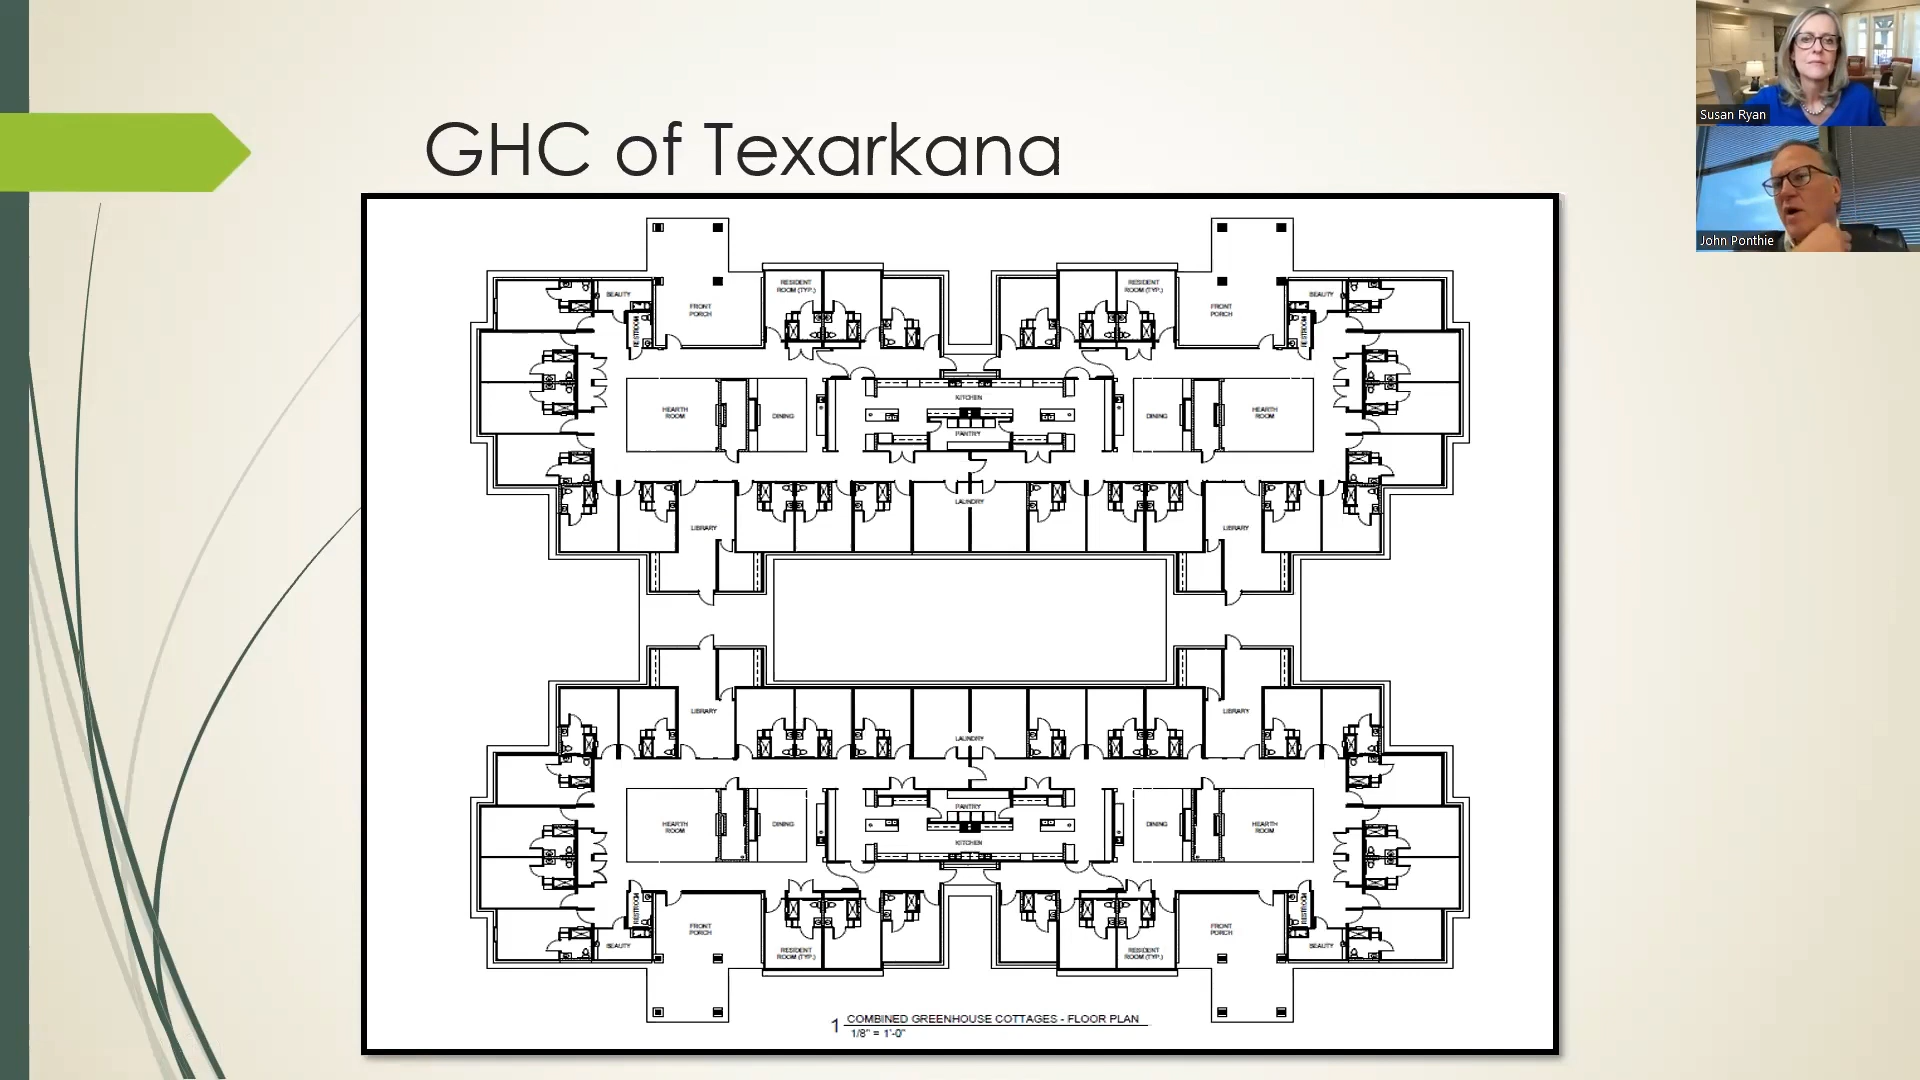 GHC of Texarkana
Susan Ryan
John Ponthie
BEAUTY
RESTROOM
FRONT
PORCH
RESIDENT
ROOM (TYP.)
RESIDENT
ROOM (TYP.)
FRONT
PORCH
BEAUTY
RESTROOM
HEARTH
ROOM
DINING
KITCHEN
PANTRY
DINING
HEARTH
ROOM
LIBRARY
LAUNDRY
LIBRARY
LIBRARY
LAUNDRY
LIBRARY
HEARTH
ROOM
DINING
PANTRY
KITCHEN
DINING
HEARTH
ROOM
RESTROOM
BEAUTY
FRONT
PORCH
RESIDENT
ROOM (TYP.)
RESIDENT
ROOM (TYP.)
FRONT
PORCH
RESTROOM
BEAUTY
1 COMBINED GREENHOUSE COTTAGES - FLOOR PLAN
1/8" = 1'-0"